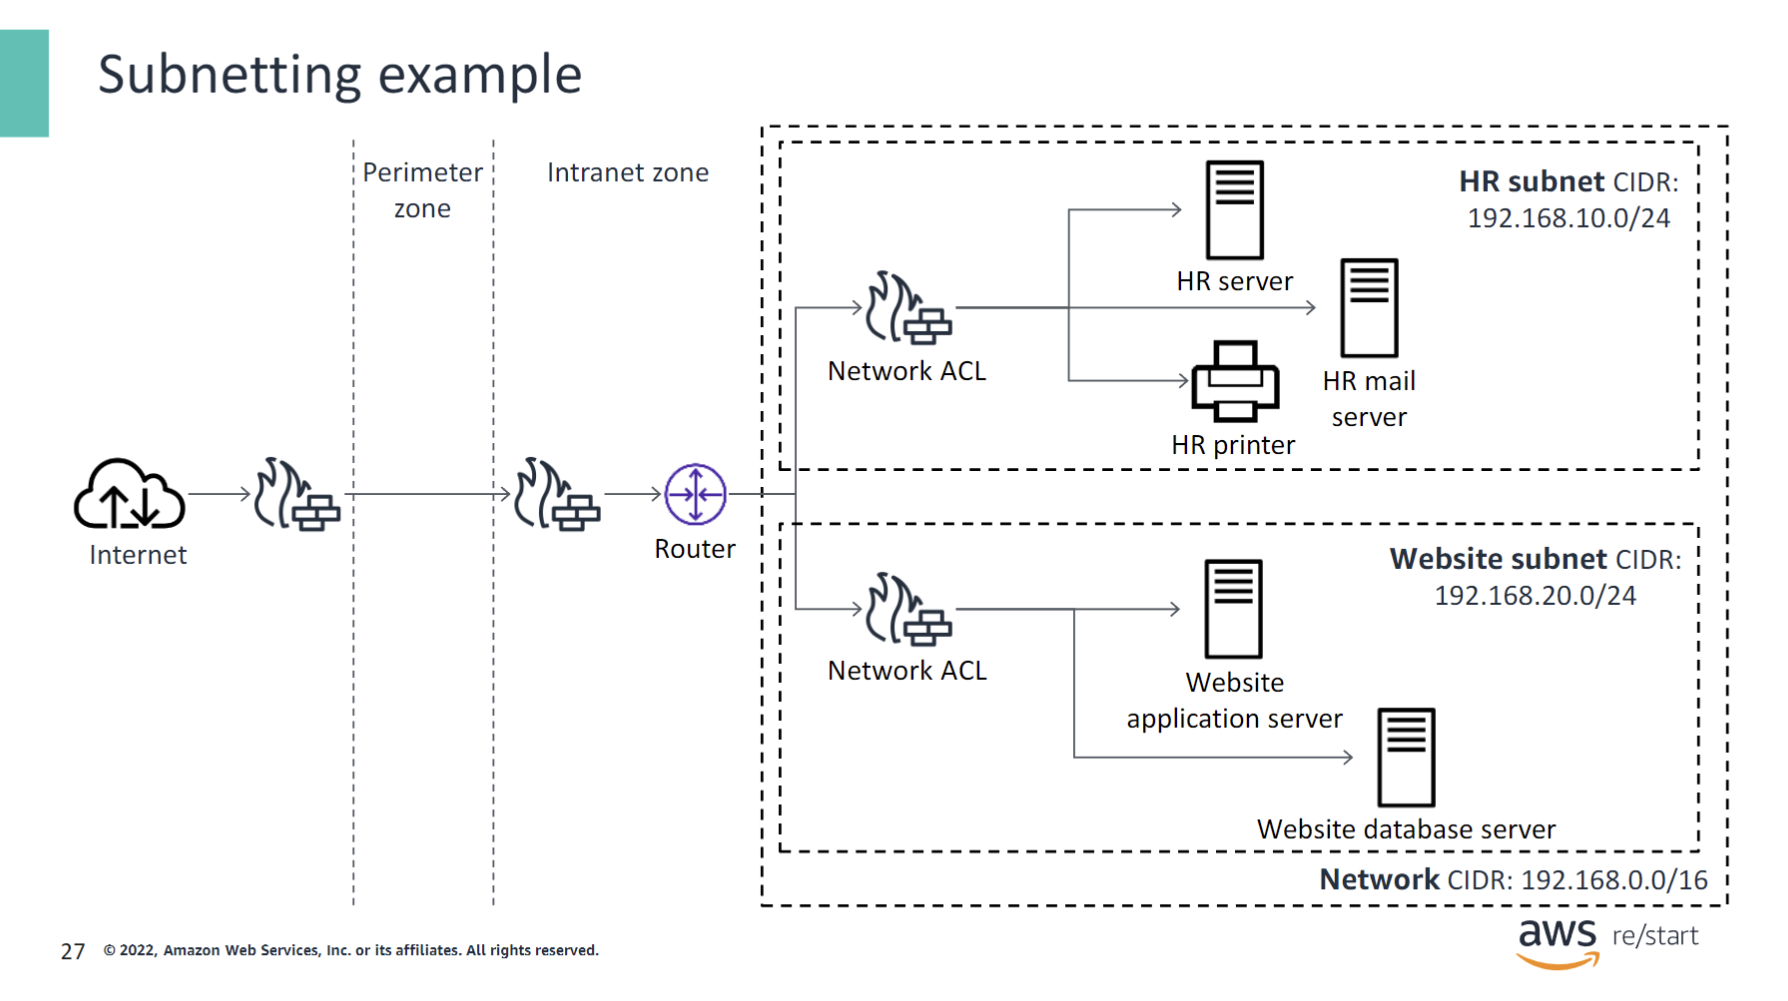 Subnetting example
Perimeter
zone
Intranet zone
HR subnet CIDR:
192.168.10.0/24
HR server
Network ACL
HR mail
server
HR printer
Internet
Router
Website subnet CIDR:
192.168.20.0/24
Network ACL
Website
application server
Website database server
Network CIDR: 192.168.0.0/16
27
© 2022, Amazon Web Services, Inc. or its affiliates. All rights reserved.
aws re/start